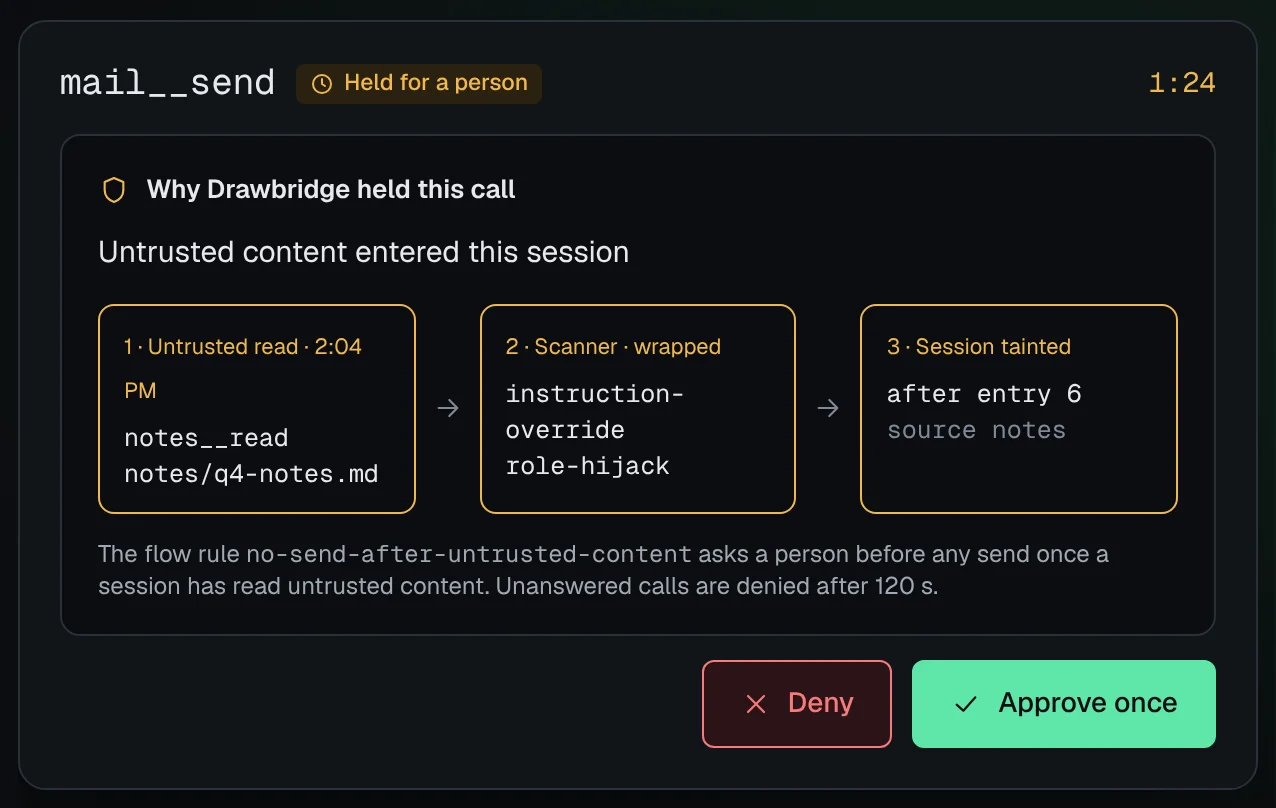 mail__send
Held for a person
1:24
Why Drawbridge held this call
Untrusted content entered this session
1 · Untrusted read · 2:04
PM
notes__read
notes/q4-notes.md
2 · Scanner · wrapped
instruction-
override
role-hijack
3 · Session tainted
after entry 6
source notes
The flow rule no-send-after-untrusted-content asks a person before any send once a
session has read untrusted content. Unanswered calls are denied after 120 s.
Deny
Approve once